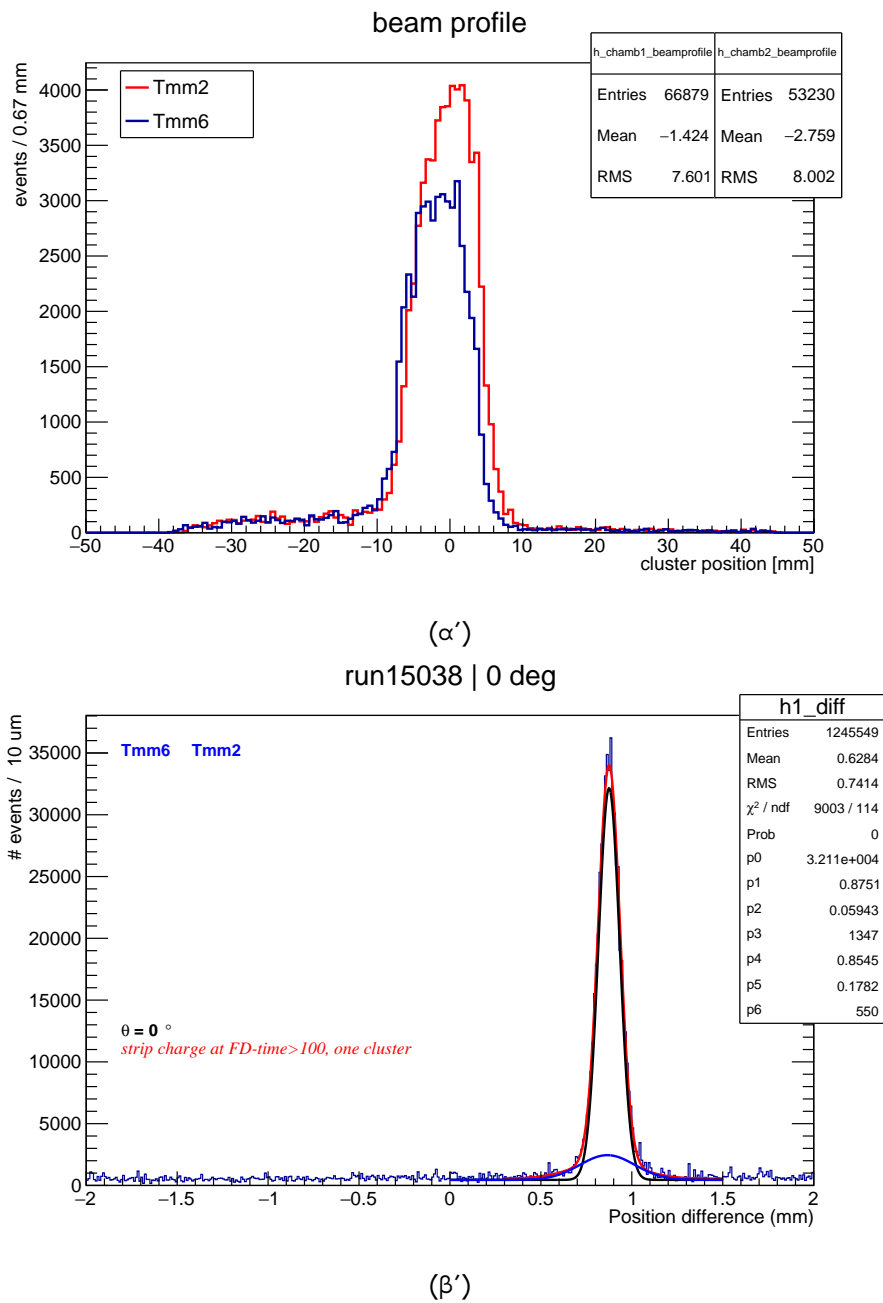 beam profile
h_chamb1_beamprofile h_chamb2_beamprofile
Entries 66879 Entries 53230
Mean −1.424 Mean −2.759
RMS 7.601 RMS 8.002
Tmm2
Tmm6
events / 0.67 mm
4000
3500
3000
2500
2000
1500
1000
500
0
−50 −40 −30 −20 −10 0 10 20 30 40 50
cluster position [mm]
(α′)
run15038 | 0 deg
h1_diff
Entries 1245549
Mean 0.6284
RMS 0.7414
χ² / ndf 9003 / 114
Prob 0
p0 3.211e+004
p1 0.8751
p2 0.05943
p3 1347
p4 0.8545
p5 0.1782
p6 550
Tmm6 Tmm2
# events / 10 um
35000
30000
25000
20000
15000
10000
5000
0
θ = 0 °
strip charge at FD-time>100, one cluster
−2 −1.5 −1 −0.5 0 0.5 1 1.5 2
Position difference (mm)
(β′)